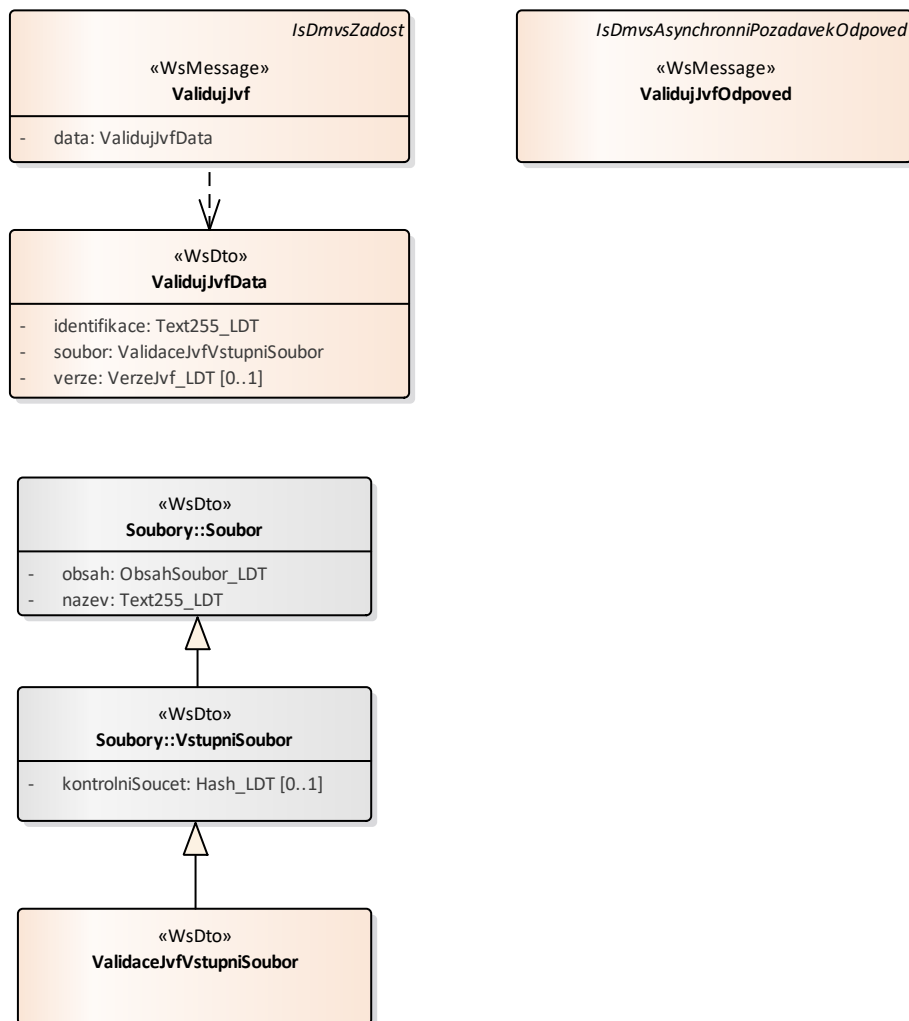 IsDmvsZadost
«WsMessage»
ValidujJvf
- data: ValidujJvfData
IsDmvsAsynchronniPozadavekOdpoved
«WsMessage»
ValidujJvfOdpoved
«WsDto»
ValidujJvfData
- identifikace: Text255_LDT
- soubor: ValidaceJvfVstupniSoubor
- verze: VerzeJvf_LDT [0..1]
«WsDto»
Soubory::Soubor
- obsah: ObsahSoubor_LDT
- nazev: Text255_LDT
«WsDto»
Soubory::VstupniSoubor
- kontrolniSoucet: Hash_LDT [0..1]
«WsDto»
ValidaceJvfVstupniSoubor